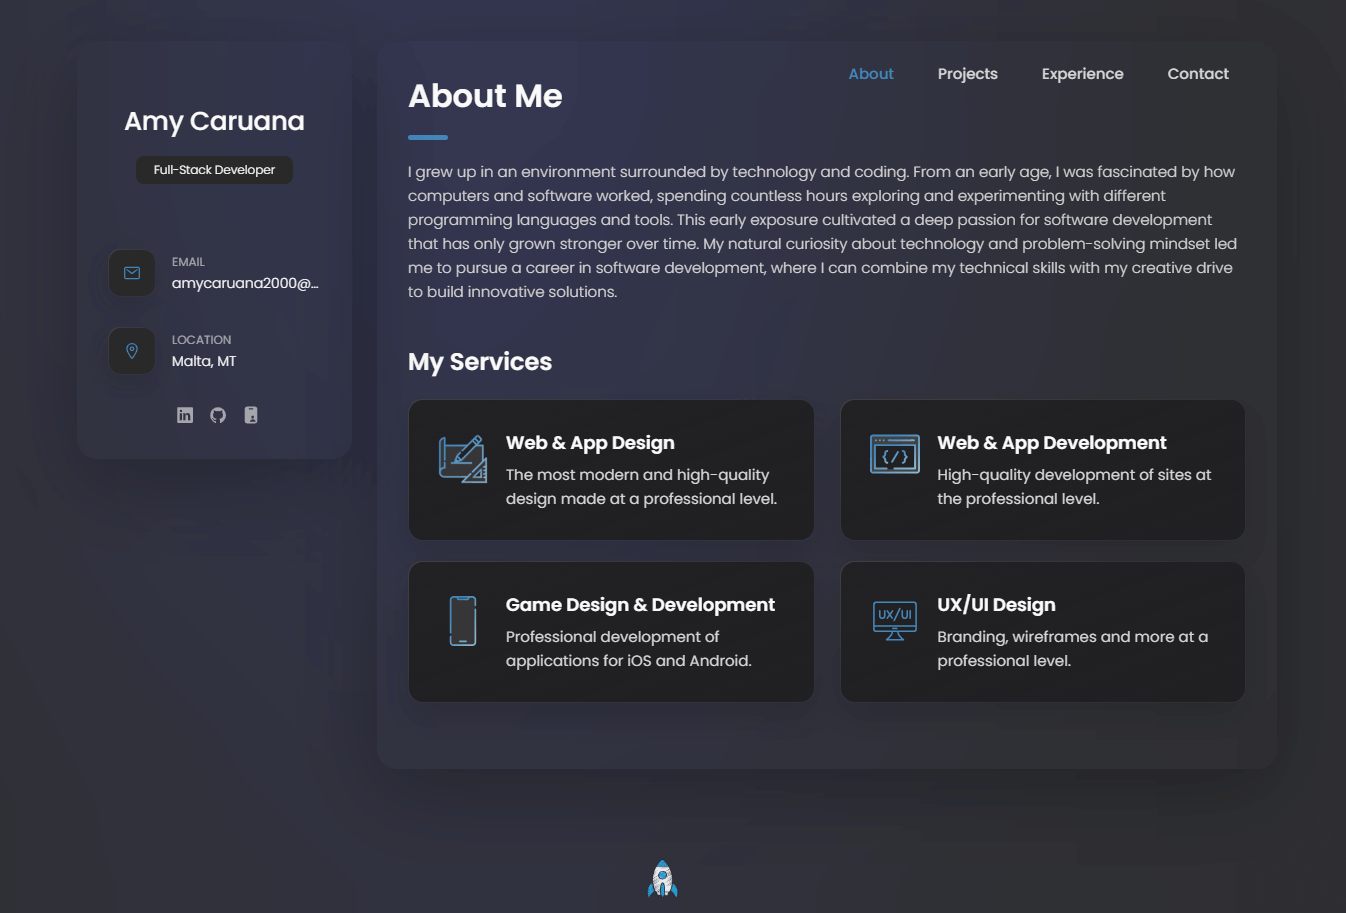 Amy Caruana
Full-Stack Developer
EMAIL
amycaruana2000@...
LOCATION
Malta, MT
About
Projects
Experience
Contact
About Me
I grew up in an environment surrounded by technology and coding. From an early age, I was fascinated by how
computers and software worked, spending countless hours exploring and experimenting with different
programming languages and tools. This early exposure cultivated a deep passion for software development
that has only grown stronger over time. My natural curiosity about technology and problem-solving mindset led
me to pursue a career in software development, where I can combine my technical skills with my creative drive
to build innovative solutions.
My Services
Web & App Design
The most modern and high-quality
design made at a professional level.
Web & App Development
High-quality development of sites at
the professional level.
Game Design & Development
Professional development of
applications for iOS and Android.
UX/UI
UX/UI Design
Branding, wireframes and more at a
professional level.